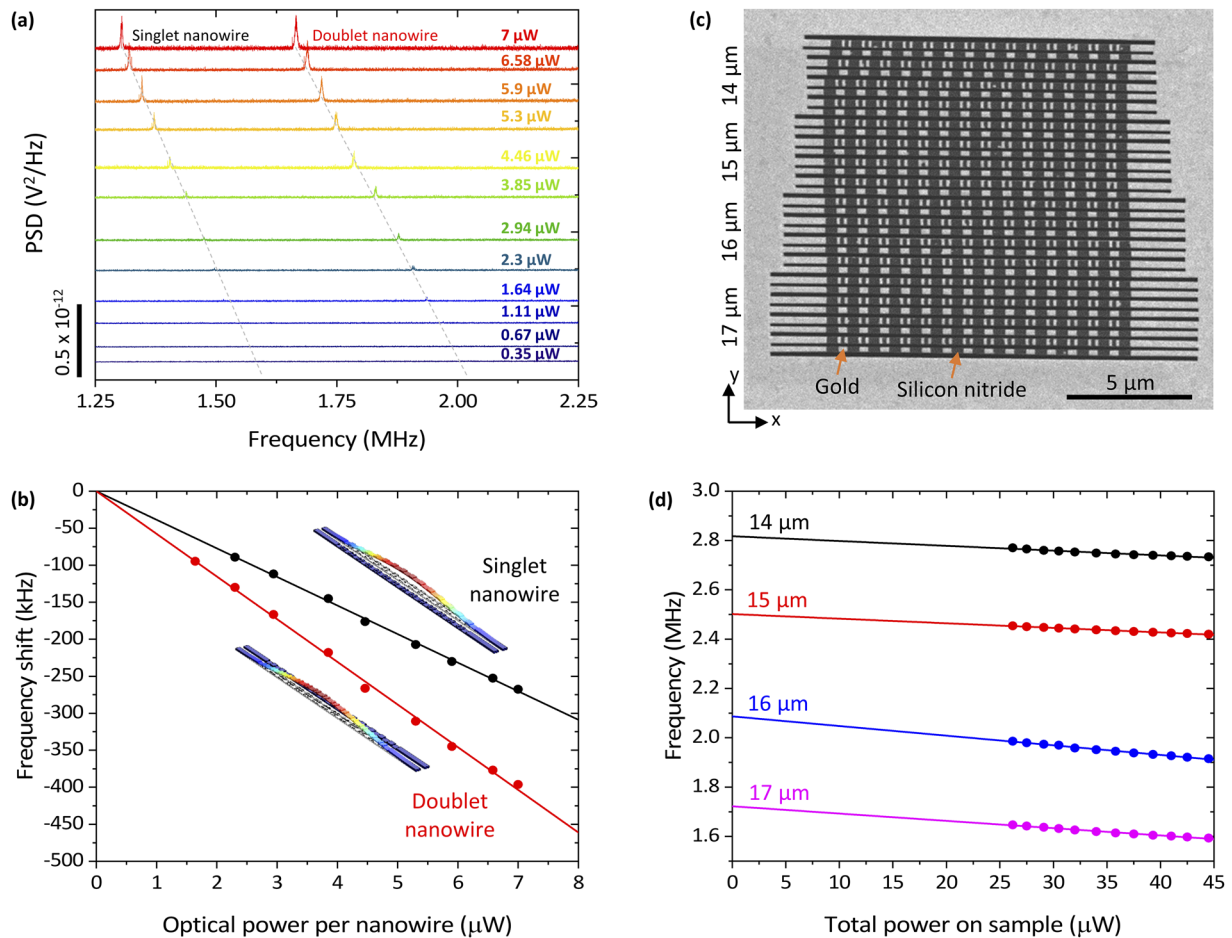 (a)
Singlet nanowire
Doublet nanowire
7 µW
6.58 µW
5.9 µW
5.3 µW
4.46 µW
3.85 µW
2.94 µW
2.3 µW
1.64 µW
1.11 µW
0.67 µW
0.35 µW
PSD (V²/Hz)
0.5 x 10⁻¹²
1.25 1.50 1.75 2.00 2.25
Frequency (MHz)
(c)
14 µm
15 µm
16 µm
17 µm
Gold
Silicon nitride
5 µm
y
x
(b)
0
-50
-100
-150
-200
-250
-300
-350
-400
-450
-500
Frequency shift (kHz)
Singlet
nanowire
Doublet
nanowire
0 1 2 3 4 5 6 7 8
Optical power per nanowire (µW)
(d)
3.0
2.8
2.6
2.4
2.2
2.0
1.8
1.6
Frequency (MHz)
14 µm
15 µm
16 µm
17 µm
0 5 10 15 20 25 30 35 40 45
Total power on sample (µW)